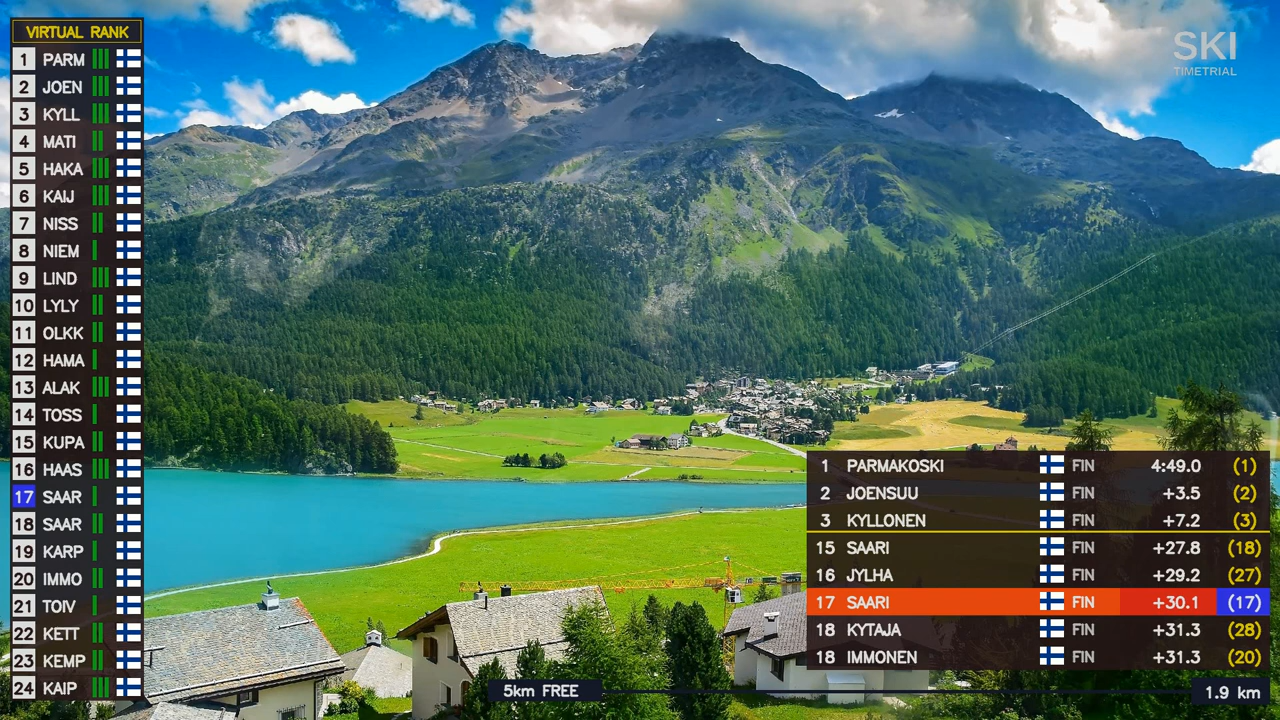 VIRTUAL RANK
1 PARM
2 JOEN
3 KYLL
4 MATI
5 HAKA
6 KAIJ
7 NISS
8 NIEM
9 LIND
10 LYLY
11 OLKK
12 HAMA
13 ALAK
14 TOSS
15 KUPA
16 HAAS
17 SAAR
18 SAAR
19 KARP
20 IMMO
21 TOIV
22 KETT
23 KEMP
24 KAIP
SKI
TIMETRIAL
1 PARMAKOSKI FIN 4:49.0 (1)
2 JOENSUU FIN +3.5 (2)
3 KYLLONEN FIN +7.2 (3)
15 SAARI FIN +27.8 (18)
16 JYLHA FIN +29.2 (27)
17 SAARI FIN +30.1 (17)
18 KYTAJA FIN +31.3 (28)
18 IMMONEN FIN +31.3 (20)
5km FREE
1.9 km